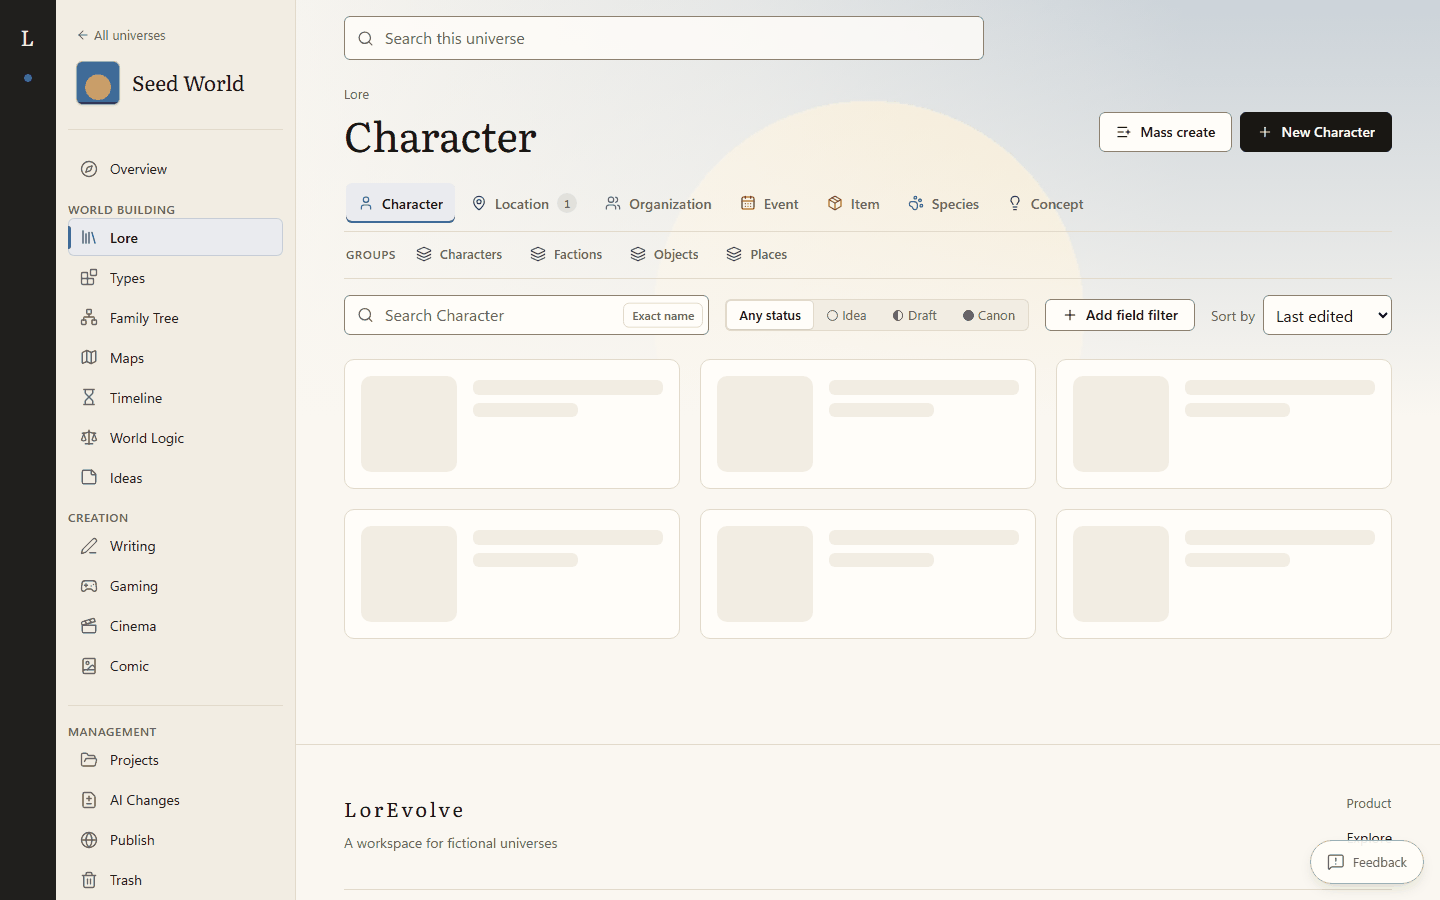 L
All universes
Seed World
Overview
WORLD BUILDING
Lore
Types
Family Tree
Maps
Timeline
World Logic
Ideas
CREATION
Writing
Gaming
Cinema
Comic
MANAGEMENT
Projects
AI Changes
Publish
Trash
Search this universe
Lore
Character
Mass create
New Character
Character
Location 1
Organization
Event
Item
Species
Concept
GROUPS
Characters
Factions
Objects
Places
Search Character
Exact name
Any status
Idea
Draft
Canon
Add field filter
Sort by
Last edited
LorEvolve
A workspace for fictional universes
Product
Explore
Feedback